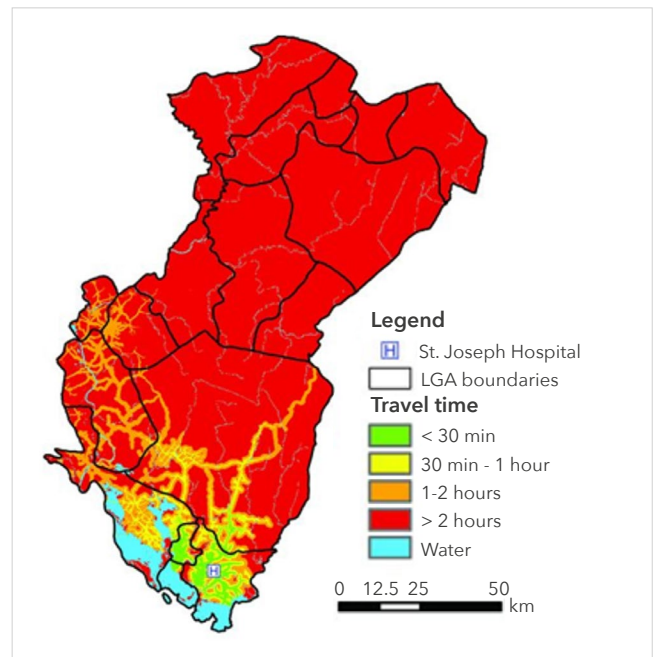 Legend
H St. Joseph Hospital
LGA boundaries
Travel time
< 30 min
30 min - 1 hour
1-2 hours
> 2 hours
Water
0 12.5 25 50
km
H